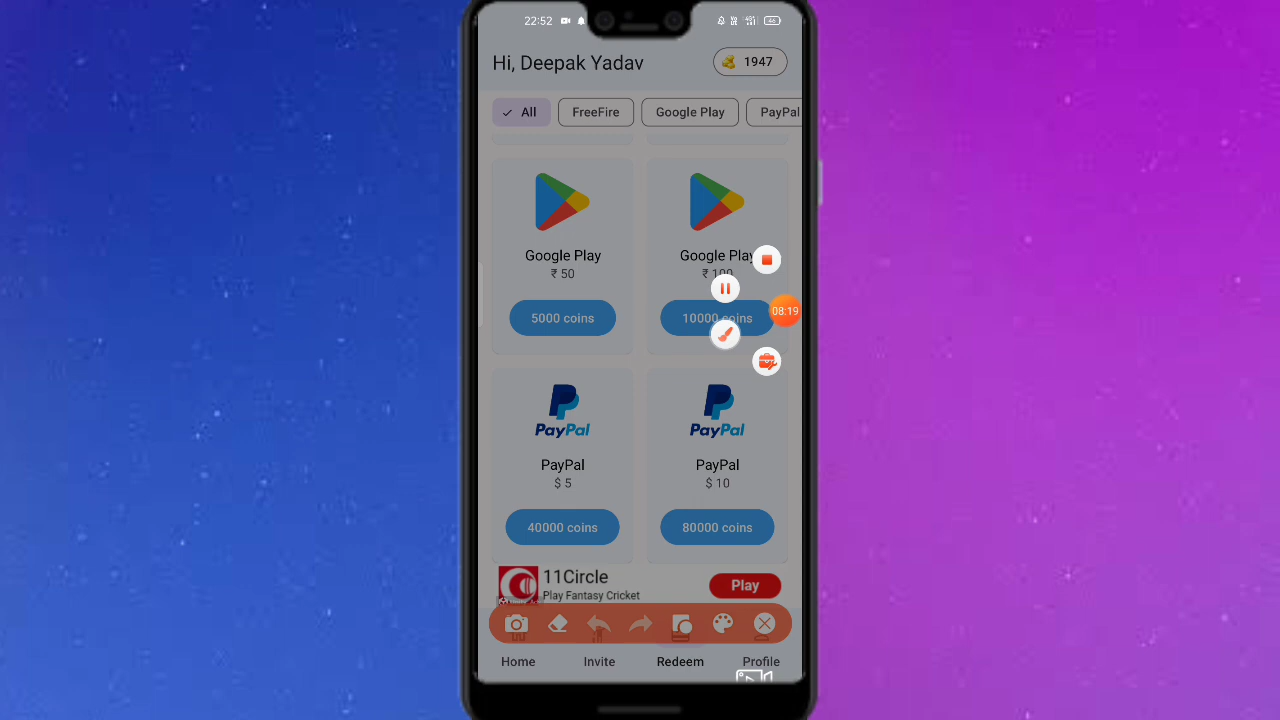 22:52
Hi, Deepak Yadav
1947
All
FreeFire
Google Play
PayPal
Google Play
₹ 50
5000 coins
Google Play
₹ 100
10000 coins
08:19
PayPal
PayPal
$ 5
40000 coins
PayPal
PayPal
$ 10
80000 coins
11Circle
Play Fantasy Cricket
Play
Home
Invite
Redeem
Profile